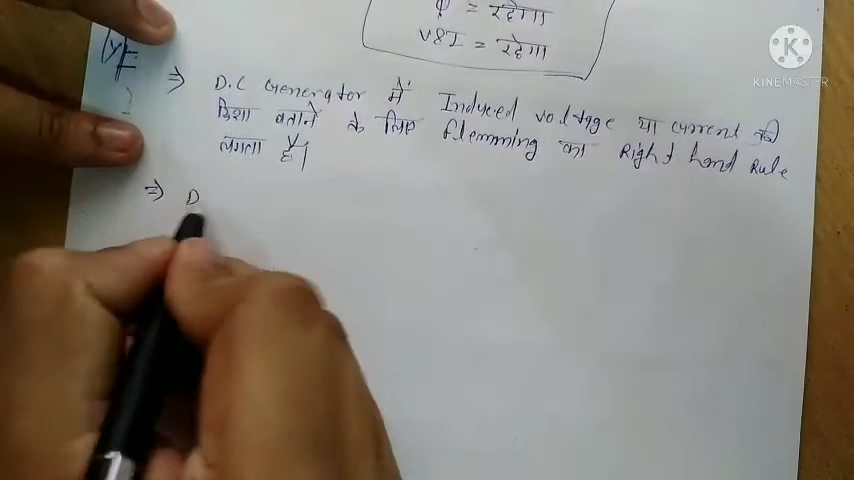 φ = रहेगा
V&I = रहेगा
⇒ D.C Generator में Induced voltage या current की
दिशा बताने के लिए flemming का Right hand Rule
लगता है।
⇒ D
KINEMASTER